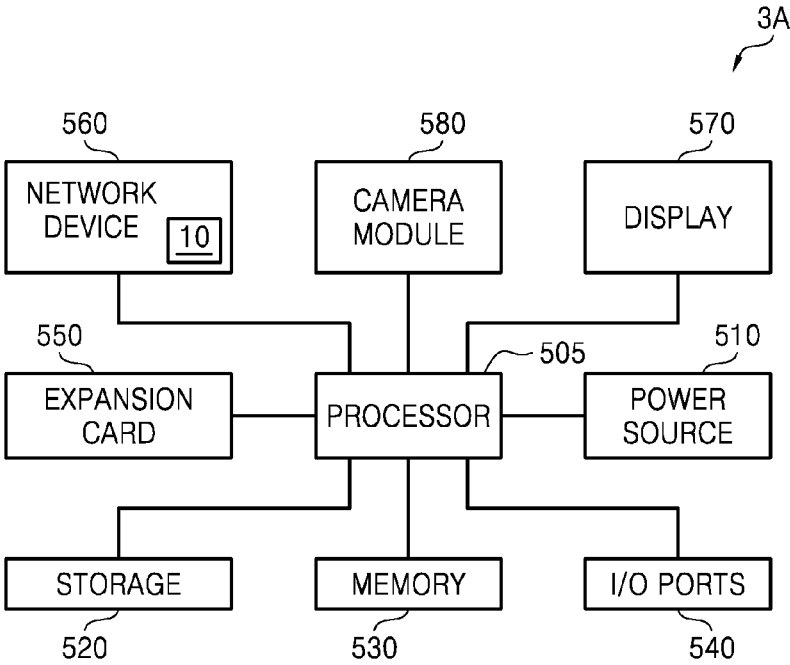 3A
560
580
570
NETWORK
DEVICE
10
CAMERA
MODULE
DISPLAY
550
505
510
EXPANSION
CARD
PROCESSOR
POWER
SOURCE
STORAGE
MEMORY
I/O PORTS
520
530
540